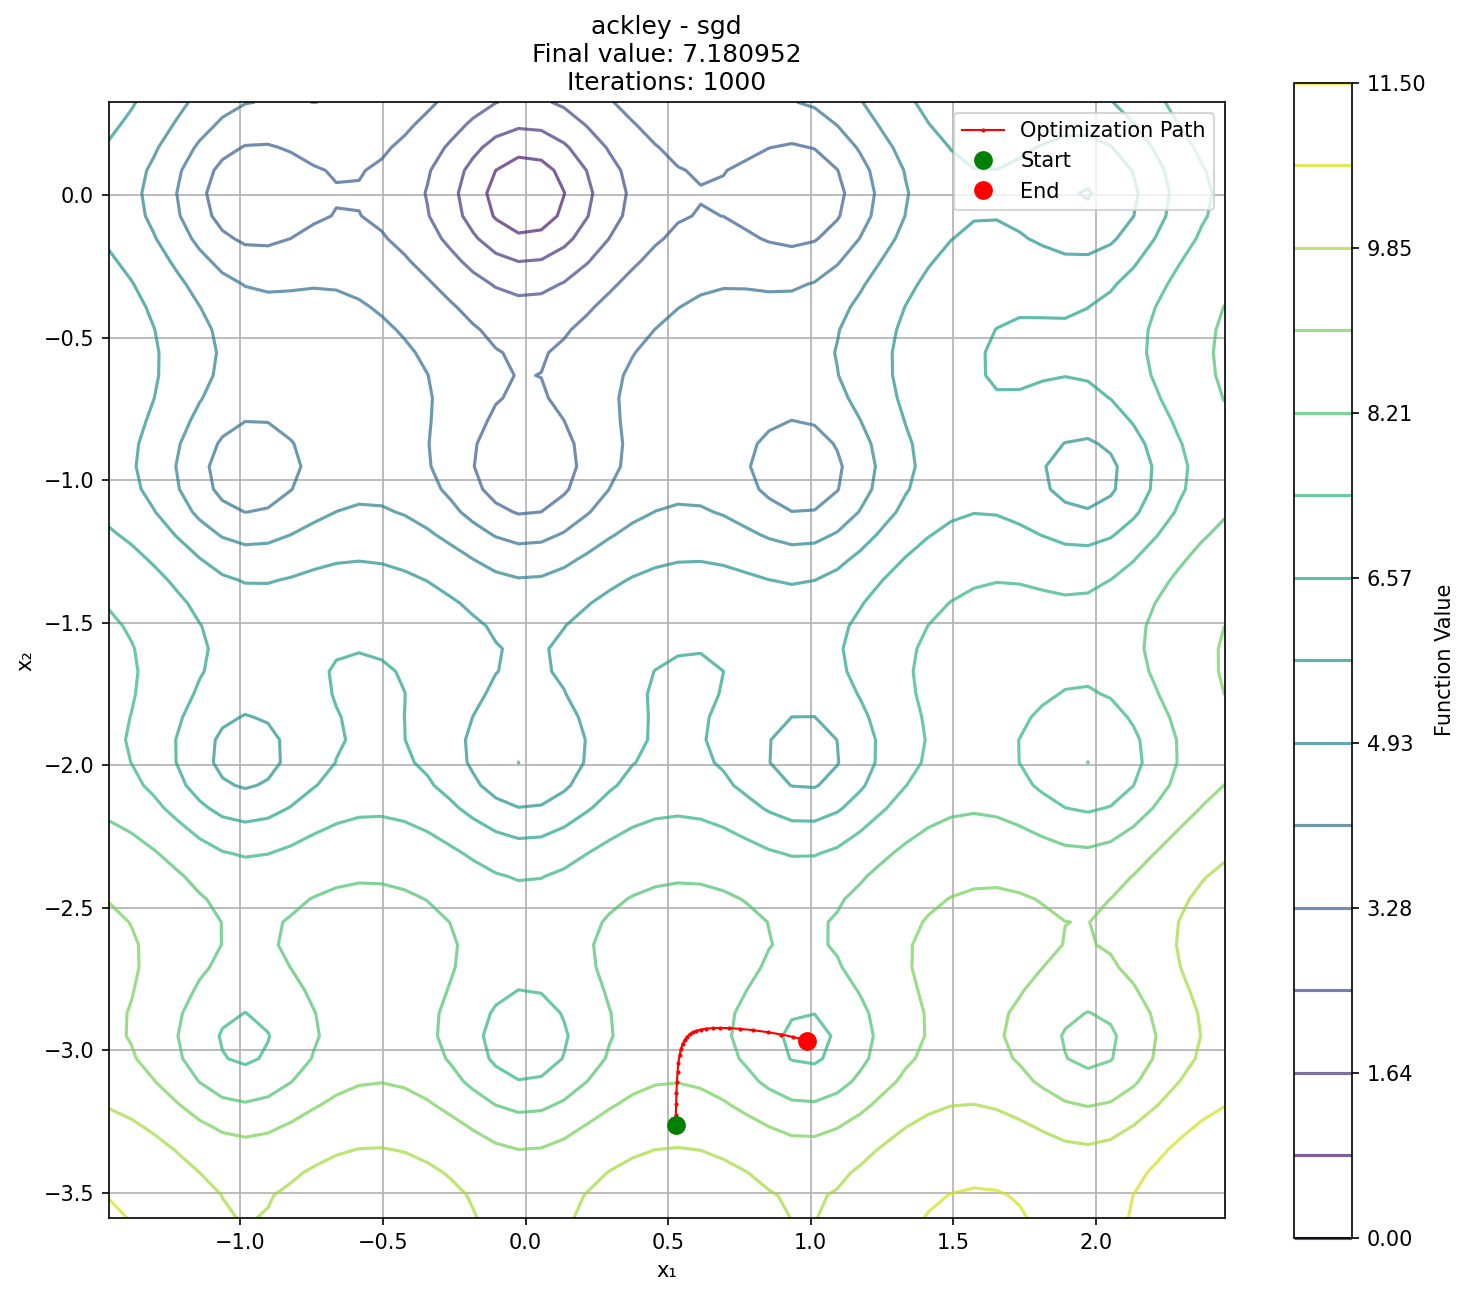 ackley - sgd
Final value: 7.180952
Iterations: 1000
Optimization Path
Start
End
0.0
−0.5
−1.0
−1.5
−2.0
−2.5
−3.0
−3.5
x₂
−1.0
−0.5
0.0
0.5
1.0
1.5
2.0
x₁
11.50
9.85
8.21
6.57
4.93
3.28
1.64
0.00
Function Value